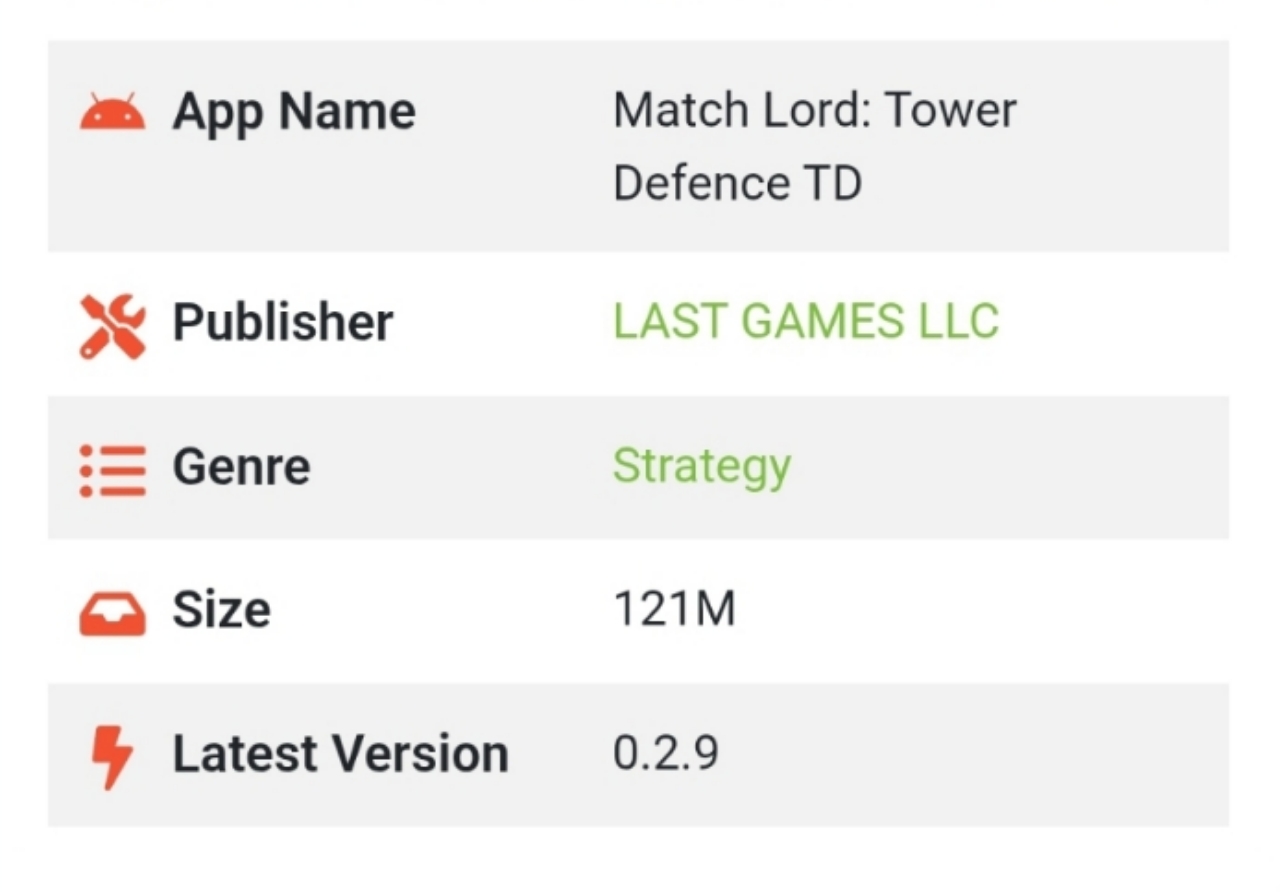 App Name Match Lord: Tower
Defence TD
Publisher LAST GAMES LLC
Genre Strategy
Size 121M
Latest Version 0.2.9